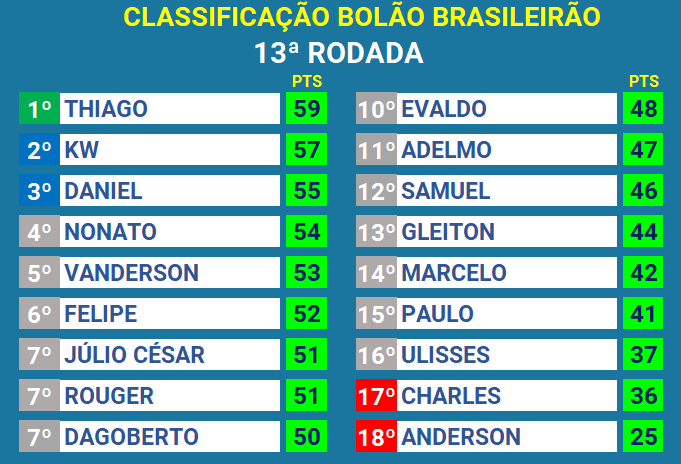 CLASSIFICAÇÃO BOLÃO BRASILEIRÃO
13ª RODADA
PTS
1º THIAGO 59
2º KW 57
3º DANIEL 55
4º NONATO 54
5º VANDERSON 53
6º FELIPE 52
7º JÚLIO CÉSAR 51
7º ROUGER 51
7º DAGOBERTO 50
PTS
10º EVALDO 48
11º ADELMO 47
12º SAMUEL 46
13º GLEITON 44
14º MARCELO 42
15º PAULO 41
16º ULISSES 37
17º CHARLES 36
18º ANDERSON 25